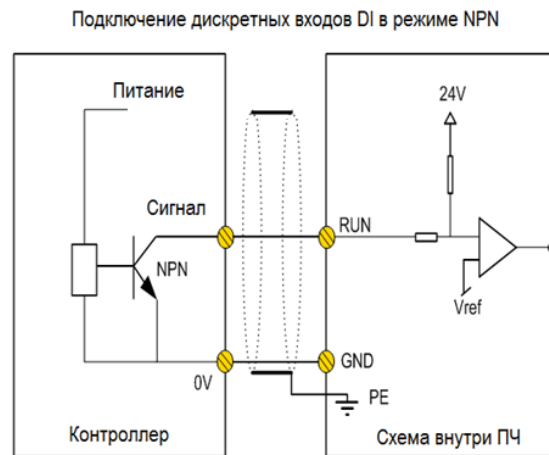 Подключение дискретных входов DI в режиме NPN
Питание
24V
Сигнал
RUN
NPN
Vref
0V
GND
PE
Контроллер
Схема внутри ПЧ